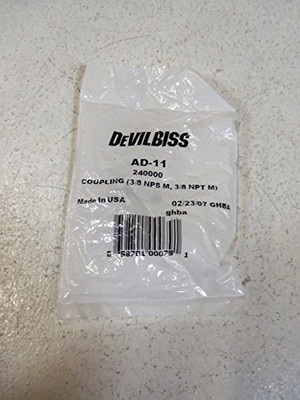 DEVILBISS
AD-11
240000
COUPLING (3/8 NPS M, 3/8 NPT M)
Made In USA 02/23/07 GHBA
ghba